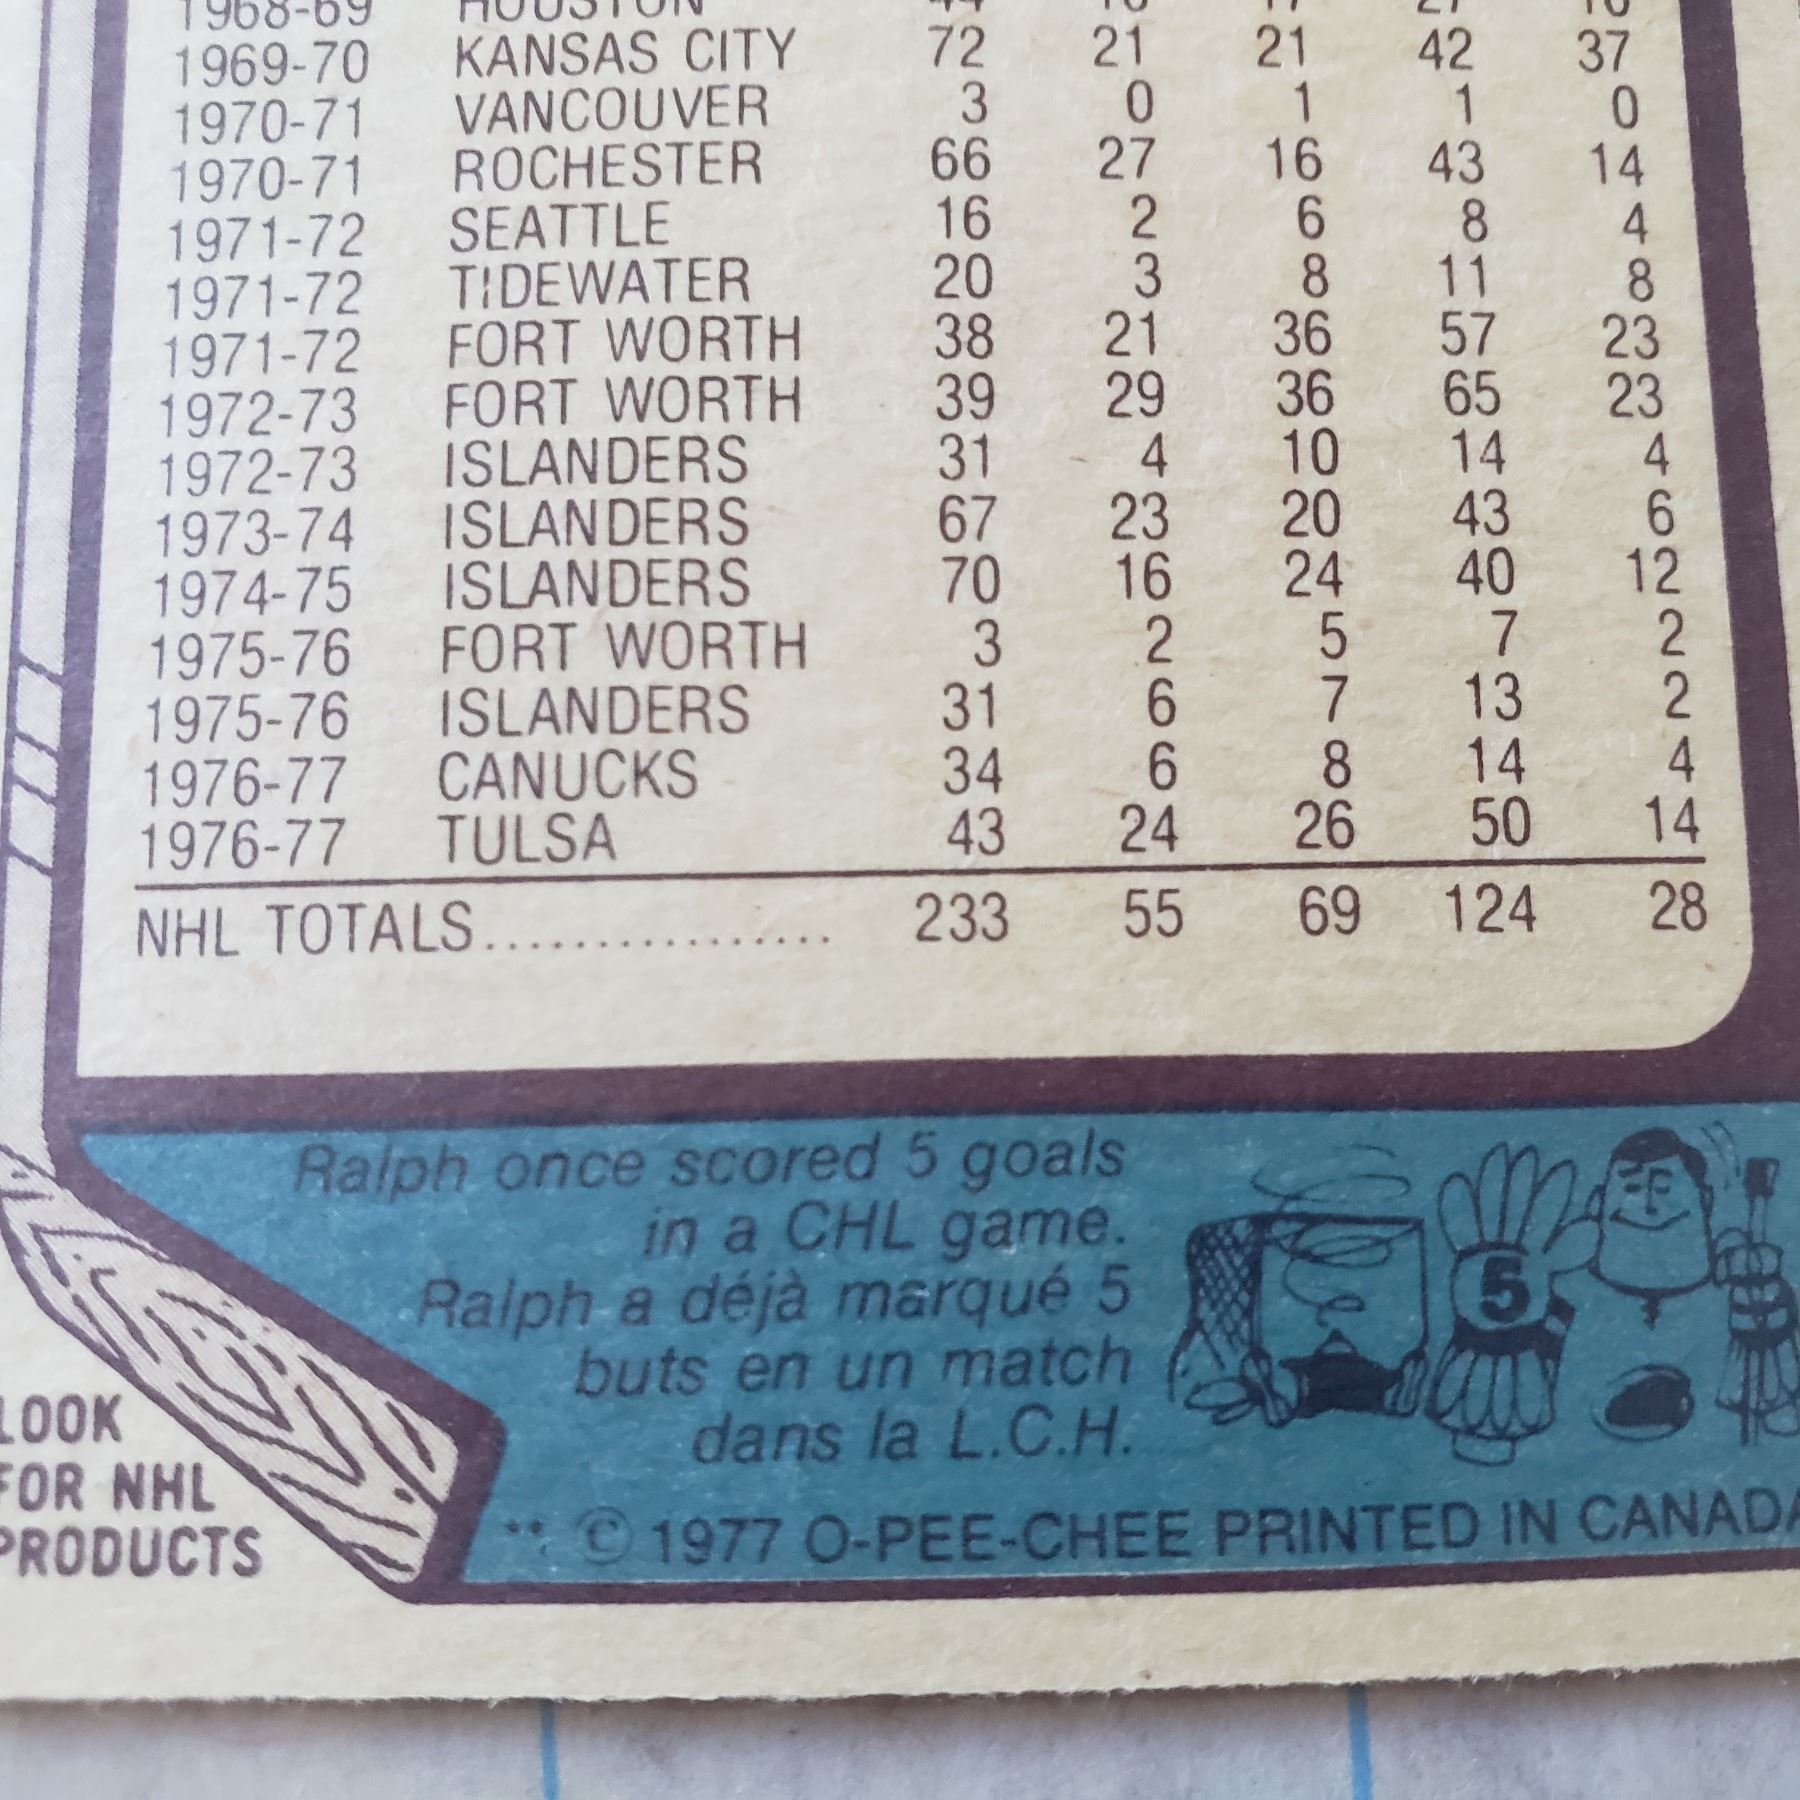 1968-69 HOUSTON
1969-70 KANSAS CITY 72 21 21 42 37
1970-71 VANCOUVER 3 0 1 1 0
1970-71 ROCHESTER 66 27 16 43 14
1971-72 SEATTLE 16 2 6 8 4
1971-72 TIDEWATER 20 3 8 11 8
1971-72 FORT WORTH 38 21 36 57 23
1972-73 FORT WORTH 39 29 36 65 23
1972-73 ISLANDERS 31 4 10 14 4
1973-74 ISLANDERS 67 23 20 43 6
1974-75 ISLANDERS 70 16 24 40 12
1975-76 FORT WORTH 3 2 5 7 2
1975-76 ISLANDERS 31 6 7 13 2
1976-77 CANUCKS 34 6 8 14 4
1976-77 TULSA 43 24 26 50 14
NHL TOTALS................. 233 55 69 124 28
Ralph once scored 5 goals
in a CHL game.
Ralph a déjà marqué 5
buts en un match
dans la L.C.H.
5
LOOK
FOR NHL
PRODUCTS
** © 1977 O-PEE-CHEE PRINTED IN CANADA